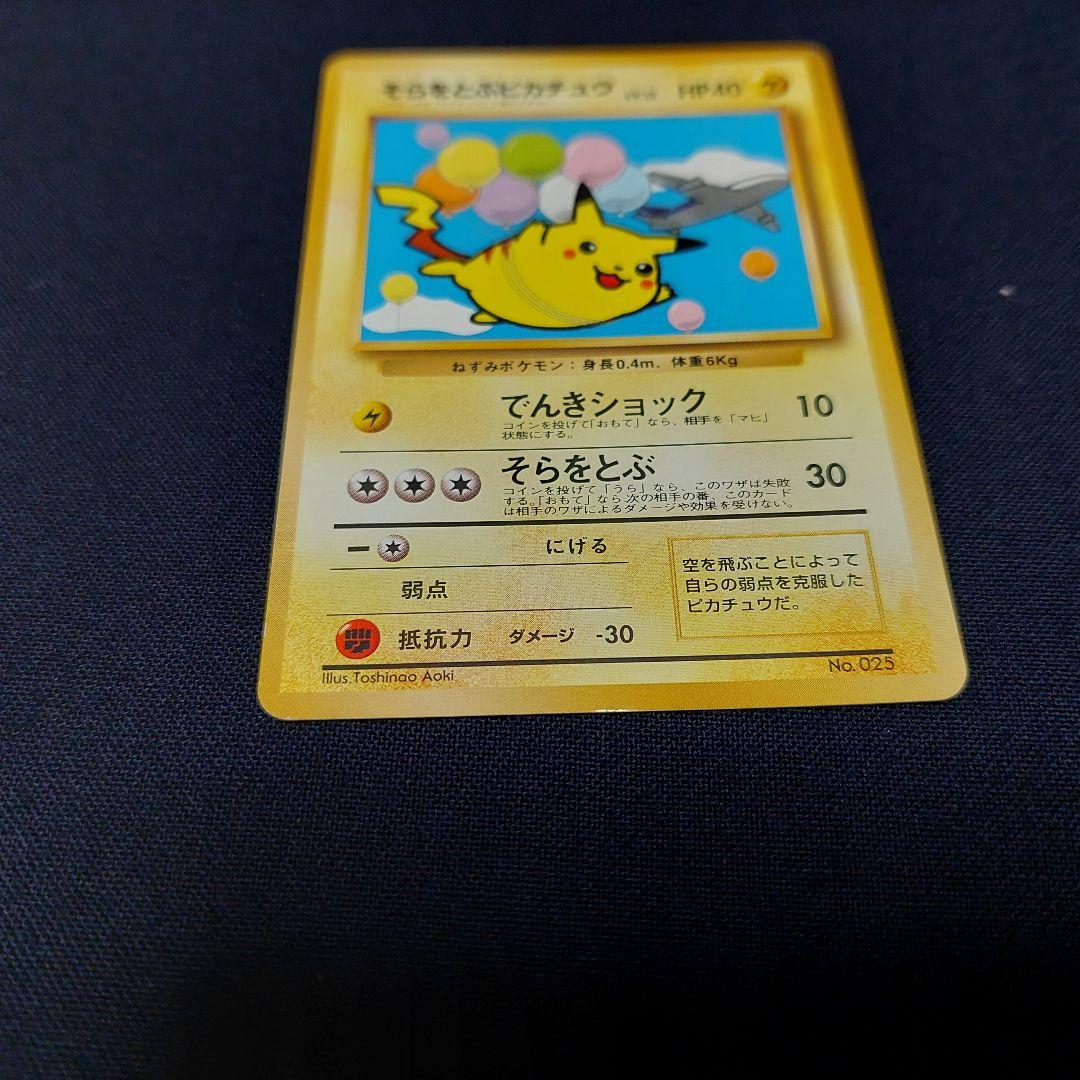 そらをとぶピカチュウ HP40
ねずみポケモン：身長0.4m、体重6Kg
でんきショック 10
コインを投げて「おもて」なら、相手を「マヒ」
状態にする。
そらをとぶ 30
コインを投げて「うら」なら、このワザは失敗
する。「おもて」なら次の相手の番、このカード
は相手のワザによるダメージや効果を受けない。
にげる
弱点
抵抗力 ダメージ -30
空を飛ぶことによって
自らの弱点を克服した
ピカチュウだ。
Illus.Toshinao Aoki
No. 025